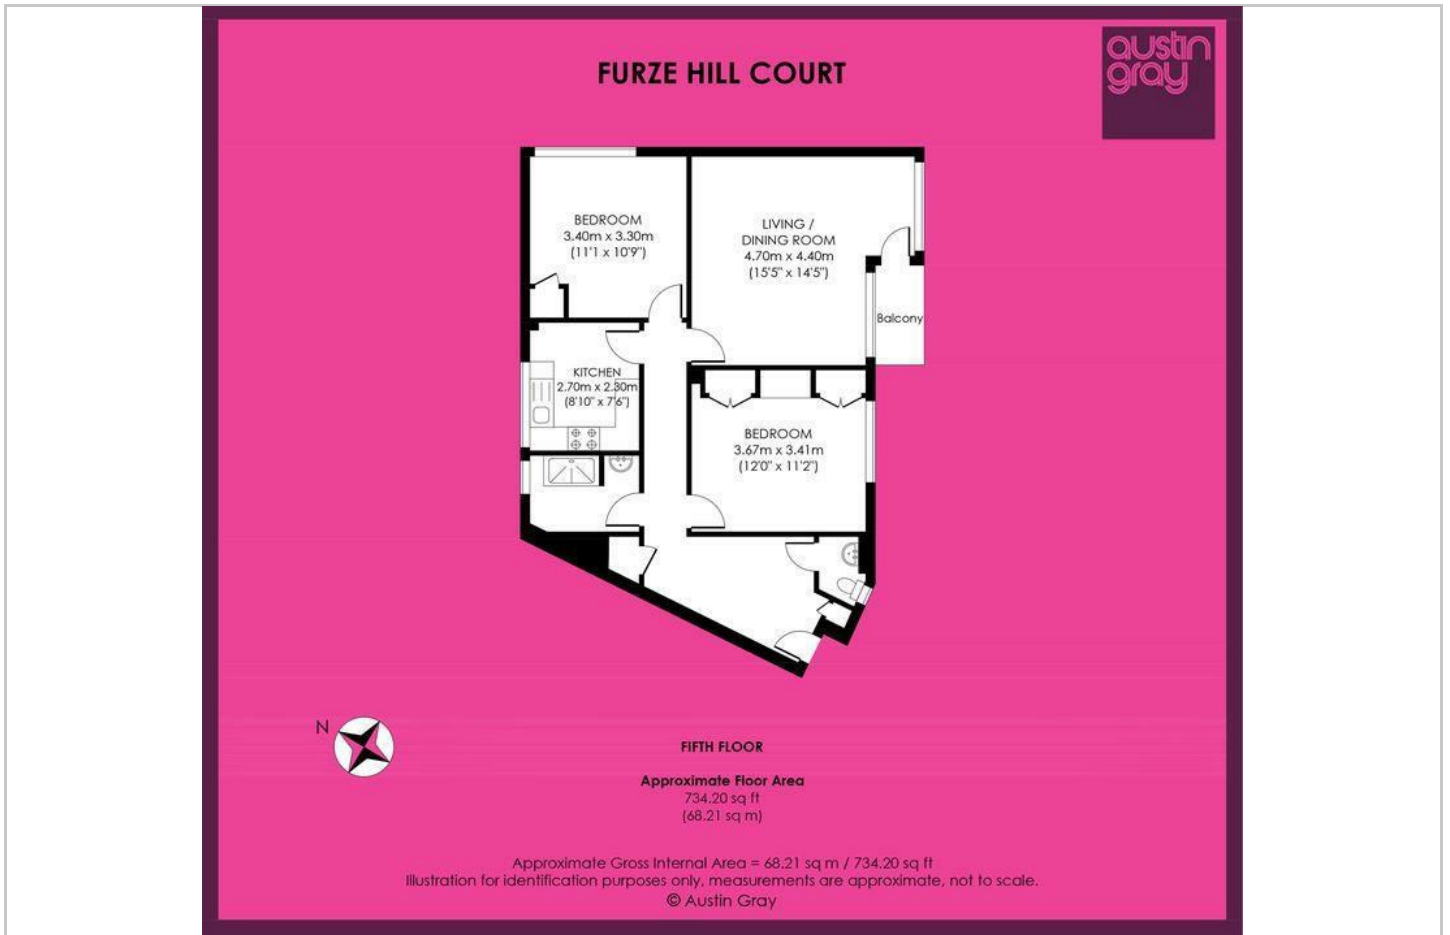 FURZE HILL COURT
austin
gray
BEDROOM
3.40m x 3.30m
(11'1 x 10'9")
LIVING /
DINING ROOM
4.70m x 4.40m
(15'5" x 14'5")
Balcony
KITCHEN
2.70m x 2.30m
(8'10" x 7'6")
BEDROOM
3.67m x 3.41m
(12'0" x 11'2")
N
FIFTH FLOOR
Approximate Floor Area
734.20 sq ft
(68.21 sq m)
Approximate Gross Internal Area = 68.21 sq m / 734.20 sq ft
Illustration for identification purposes only, measurements are approximate, not to scale.
© Austin Gray